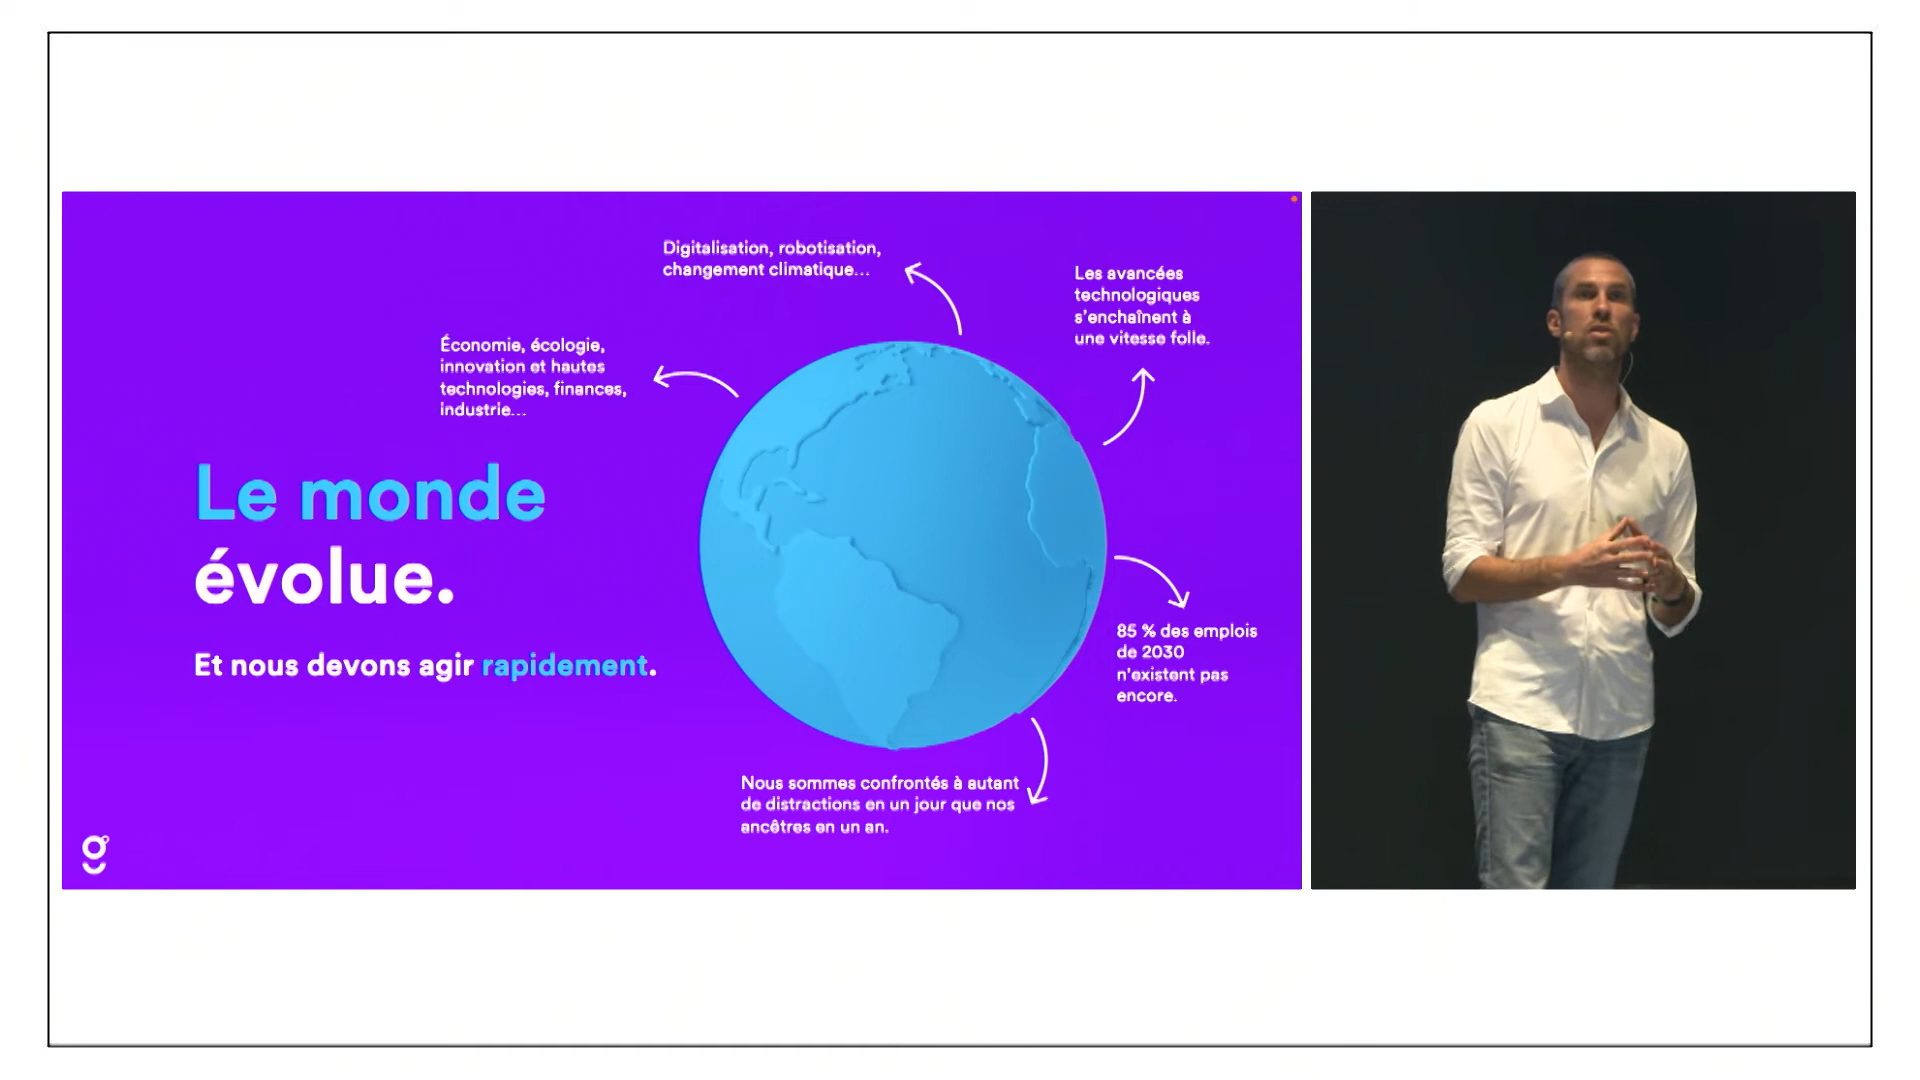 Digitalisation, robotisation,
changement climatique...
Les avancées
technologiques
s'enchaînent à
une vitesse folle.
Économie, écologie,
innovation et hautes
technologies, finances,
industrie...
Le monde
évolue.
Et nous devons agir rapidement.
85 % des emplois
de 2030
n'existent pas
encore.
Nous sommes confrontés à autant
de distractions en un jour que nos
ancêtres en un an.
g